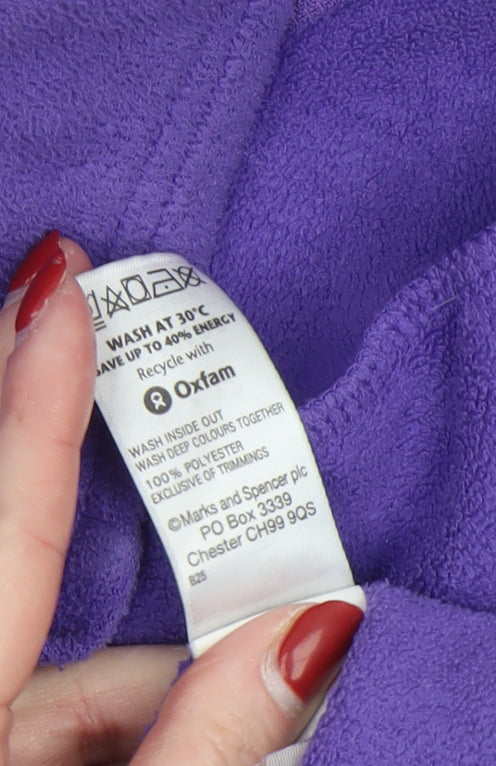 WASH AT 30°C
SAVE UP TO 40% ENERGY
Recycle with
Oxfam
WASH INSIDE OUT
WASH DEEP COLOURS TOGETHER
100% POLYESTER
EXCLUSIVE OF TRIMMINGS
©Marks and Spencer plc
PO Box 3339
Chester CH99 9QS
B25